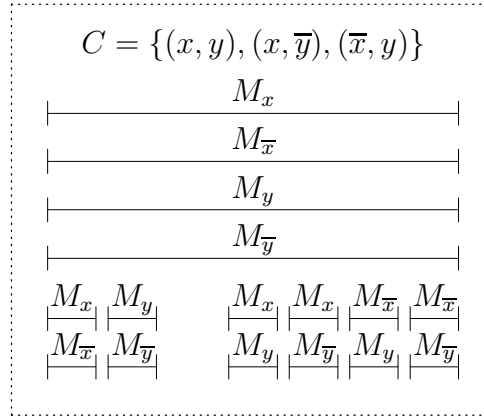 C = {(x, y), (x, y̅), (x̅, y)}
M_x
M_x̅
M_y
M_y̅
M_x M_y M_x M_x M_x̅ M_x̅
M_x̅ M_y̅ M_y M_y̅ M_y M_y̅